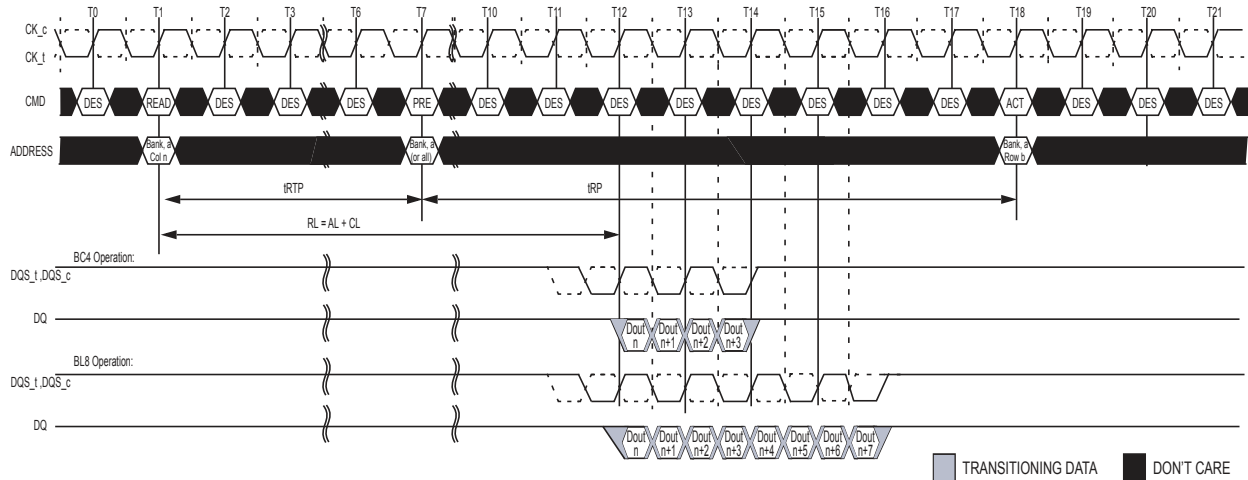 T0 T1 T2 T3 T6 T7 T10 T11 T12 T13 T14 T15 T16 T17 T18 T19 T20 T21
CK_c
CK_t
CMD DES READ DES DES DES PRE DES DES DES DES DES DES DES DES ACT DES DES DES
ADDRESS
Bank, a
Col n
Bank, a
(or all)
Bank, a
Row b
tRTP tRP
RL = AL + CL
BC4 Operation:
DQS_t ,DQS_c
DQ
Dout
n
Dout
n+1
Dout
n+2
Dout
n+3
BL8 Operation:
DQS_t ,DQS_c
DQ
Dout
n
Dout
n+1
Dout
n+2
Dout
n+3
Dout
n+4
Dout
n+5
Dout
n+6
Dout
n+7
TRANSITIONING DATA DON'T CARE